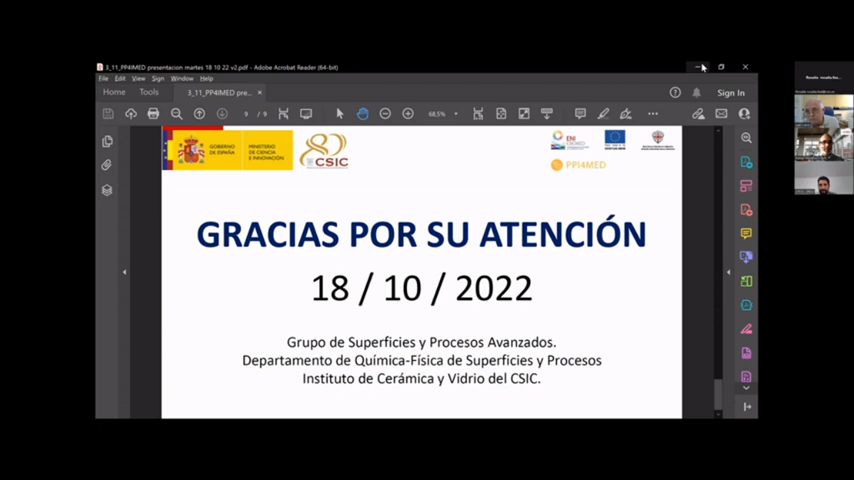 3_11_PP4IMED presentacion martes 18 10 22 v2.pdf - Adobe Acrobat Reader (64-bit)
File Edit View Sign Window Help
Home Tools 3_11_PP4IMED pre... × Sign In
9 / 9 68,5%
GOBIERNO DE ESPAÑA
MINISTERIO DE CIENCIA E INNOVACIÓN
CSIC
ENI
PPI4MED
GRACIAS POR SU ATENCIÓN
18 / 10 / 2022
Grupo de Superficies y Procesos Avanzados.
Departamento de Química-Física de Superficies y Procesos
Instituto de Cerámica y Vidrio del CSIC.